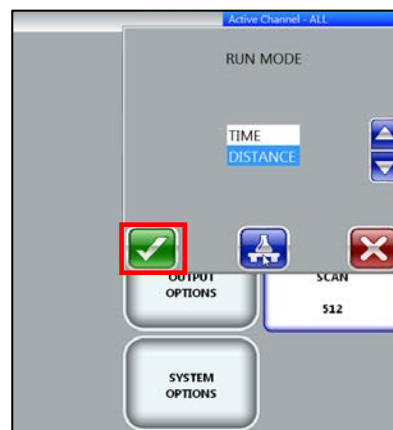 Active Channel - ALL
RUN MODE
TIME
DISTANCE
OUTPUT
OPTIONS
SCAN
512
SYSTEM
OPTIONS